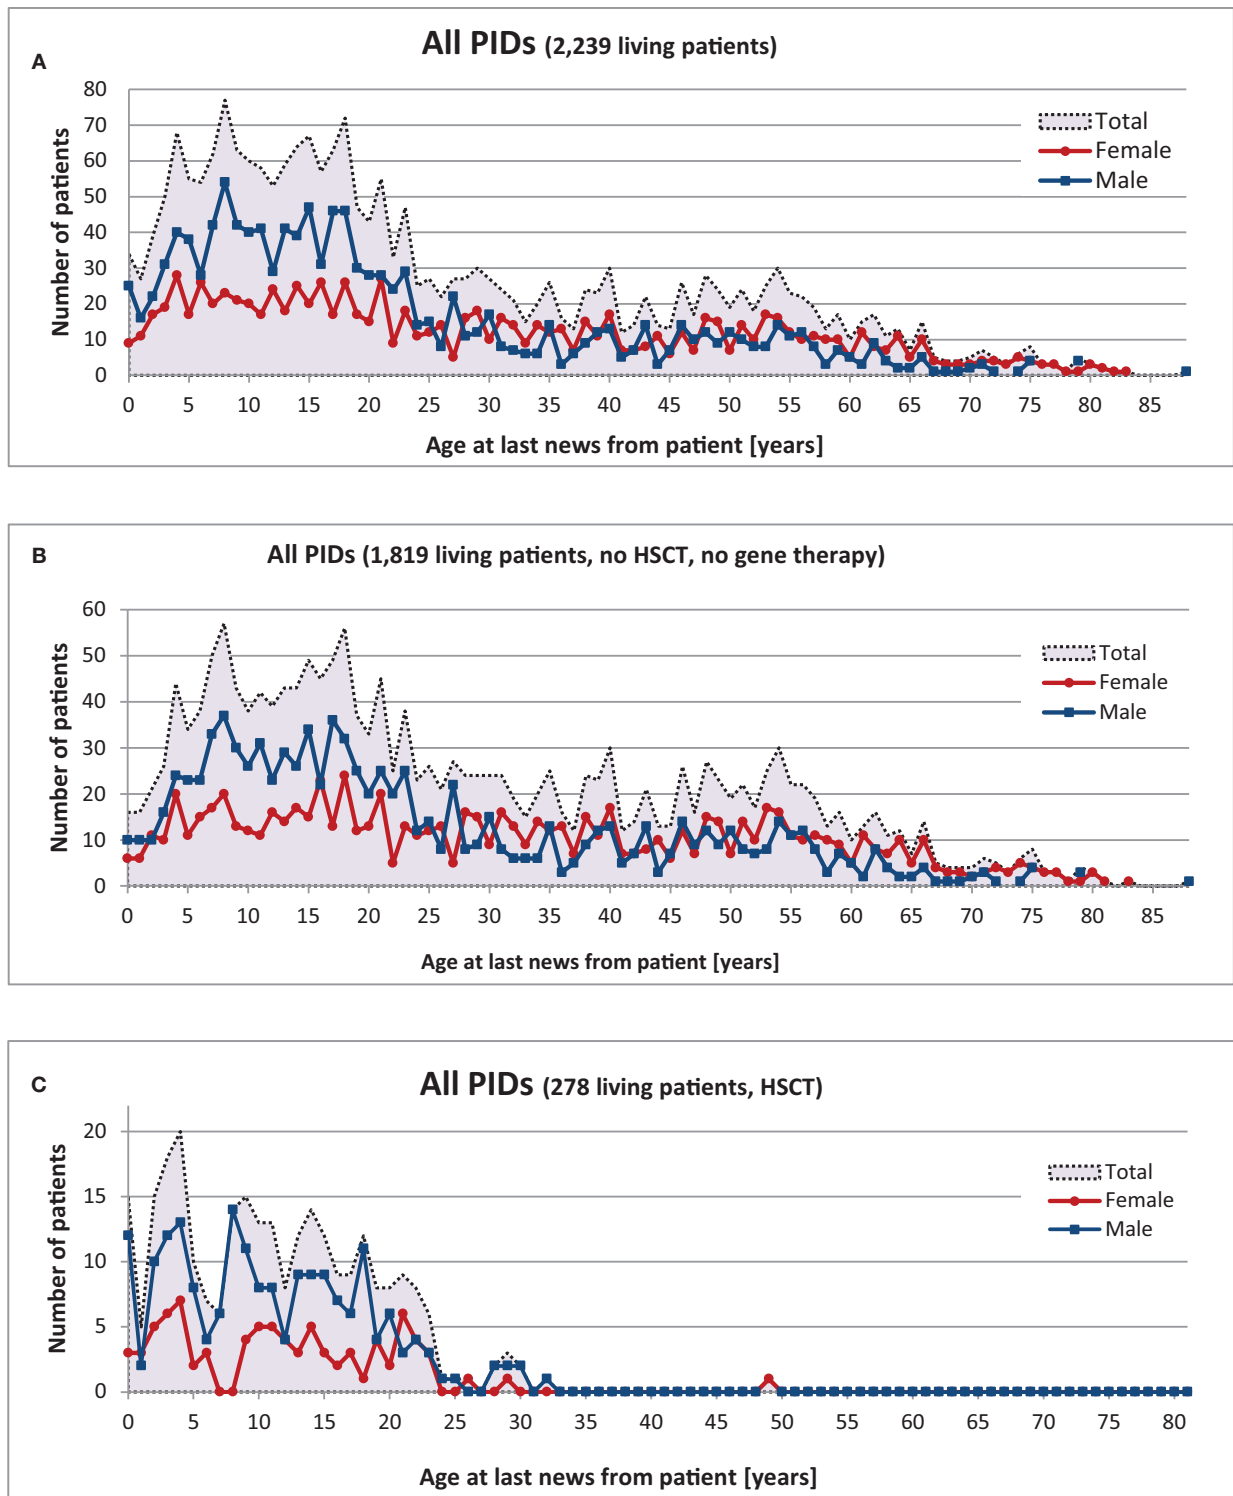 A
All PIDs (2,239 living patients)
Number of patients
80
70
60
50
40
30
20
10
0
Total
Female
Male
0 5 10 15 20 25 30 35 40 45 50 55 60 65 70 75 80 85
Age at last news from patient [years]
B
All PIDs (1,819 living patients, no HSCT, no gene therapy)
Number of patients
60
50
40
30
20
10
0
Total
Female
Male
0 5 10 15 20 25 30 35 40 45 50 55 60 65 70 75 80 85
Age at last news from patient [years]
C
All PIDs (278 living patients, HSCT)
Number of patients
20
15
10
5
0
Total
Female
Male
0 5 10 15 20 25 30 35 40 45 50 55 60 65 70 75 80
Age at last news from patient [years]